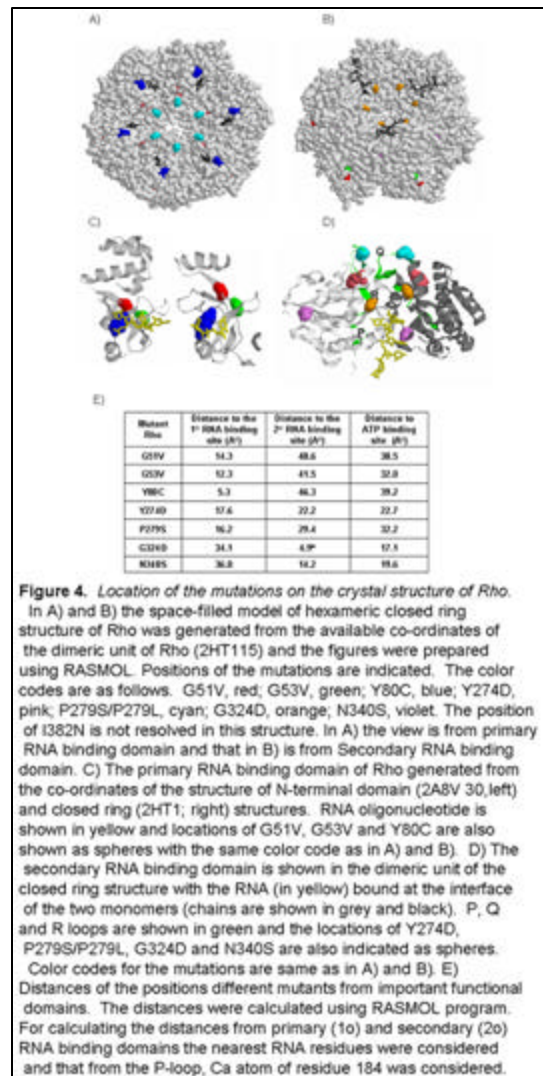 A)
B)
C)
D)
E)
Mutant Rho Distance to the 1° RNA binding site (A°) Distance to the 2° RNA binding site (A°) Distance to ATP binding site (A°)
G51V 14.3 48.6 38.5
G53V 12.3 41.5 32.8
Y80C 5.3 46.3 39.2
Y274D 17.6 22.2 22.7
P279S 16.2 29.4 32.2
G324D 34.1 4.9* 17.1
N340S 36.8 14.2 19.6
Figure 4. Location of the mutations on the crystal structure of Rho.
In A) and B) the space-filled model of hexameric closed ring
structure of Rho was generated from the available co-ordinates of
the dimeric unit of Rho (2HT115) and the figures were prepared
using RASMOL. Positions of the mutations are indicated. The color
codes are as follows. G51V, red; G53V, green; Y80C, blue; Y274D,
pink; P279S/P279L, cyan; G324D, orange; N340S, violet. The position
of I382N is not resolved in this structure. In A) the view is from primary
RNA binding domain and that in B) is from Secondary RNA binding
domain. C) The primary RNA binding domain of Rho generated from
the co-ordinates of the structure of N-terminal domain (2A8V 30,left)
and closed ring (2HT1; right) structures. RNA oligonucleotide is
shown in yellow and locations of G51V, G53V and Y80C are also
shown as spheres with the same color code as in A) and B). D) The
secondary RNA binding domain is shown in the dimeric unit of the
closed ring structure with the RNA (in yellow) bound at the interface
of the two monomers (chains are shown in grey and black). P, Q
and R loops are shown in green and the locations of Y274D,
P279S/P279L, G324D and N340S are also indicated as spheres.
Color codes for the mutations are same as in A) and B). E)
Distances of the positions different mutants from important functional
domains. The distances were calculated using RASMOL program.
For calculating the distances from primary (1o) and secondary (2o)
RNA binding domains the nearest RNA residues were considered
and that from the P-loop, Ca atom of residue 184 was considered.